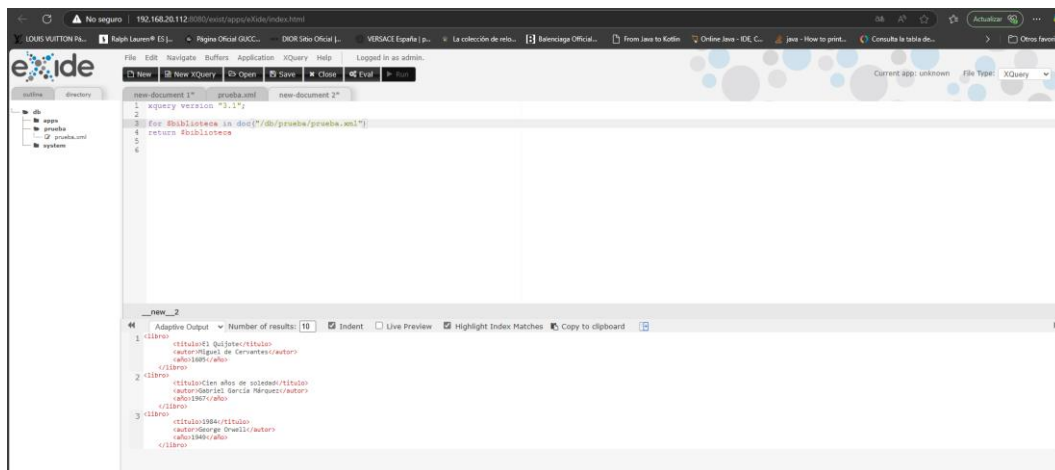 No seguro 192.168.20.112:8080/exist/apps/eXide/index.html Actualizar
LOUIS VUITTON Pá... Ralph Lauren® ES |... Página Oficial GUCC... DIOR Sitio Oficial |... VERSACE España | p... La colección de relo... Balenciaga Official... From Java to Kotlin Online Java - IDE, C... java - How to print... Consulta la tabla de... Otros favori
eXide
File Edit Navigate Buffers Application XQuery Help Logged in as admin.
New New XQuery Open Save Close Eval Run
Current app: unknown File Type: XQuery
outline directory
new-document 1* prueba.xml new-document 2*
db
apps
prueba
prueba.xml
system
1 xquery version "3.1";
2
3 for $biblioteca in doc("/db/prueba/prueba.xml")
4 return $biblioteca
5
6
__new__2
Adaptive Output Number of results: 10 Indent Live Preview Highlight Index Matches Copy to clipboard
1 <libro>
<titulo>El Quijote</titulo>
<autor>Miguel de Cervantes</autor>
<año>1605</año>
</libro>
2 <libro>
<titulo>Cien años de soledad</titulo>
<autor>Gabriel García Márquez</autor>
<año>1967</año>
</libro>
3 <libro>
<titulo>1984</titulo>
<autor>George Orwell</autor>
<año>1949</año>
</libro>